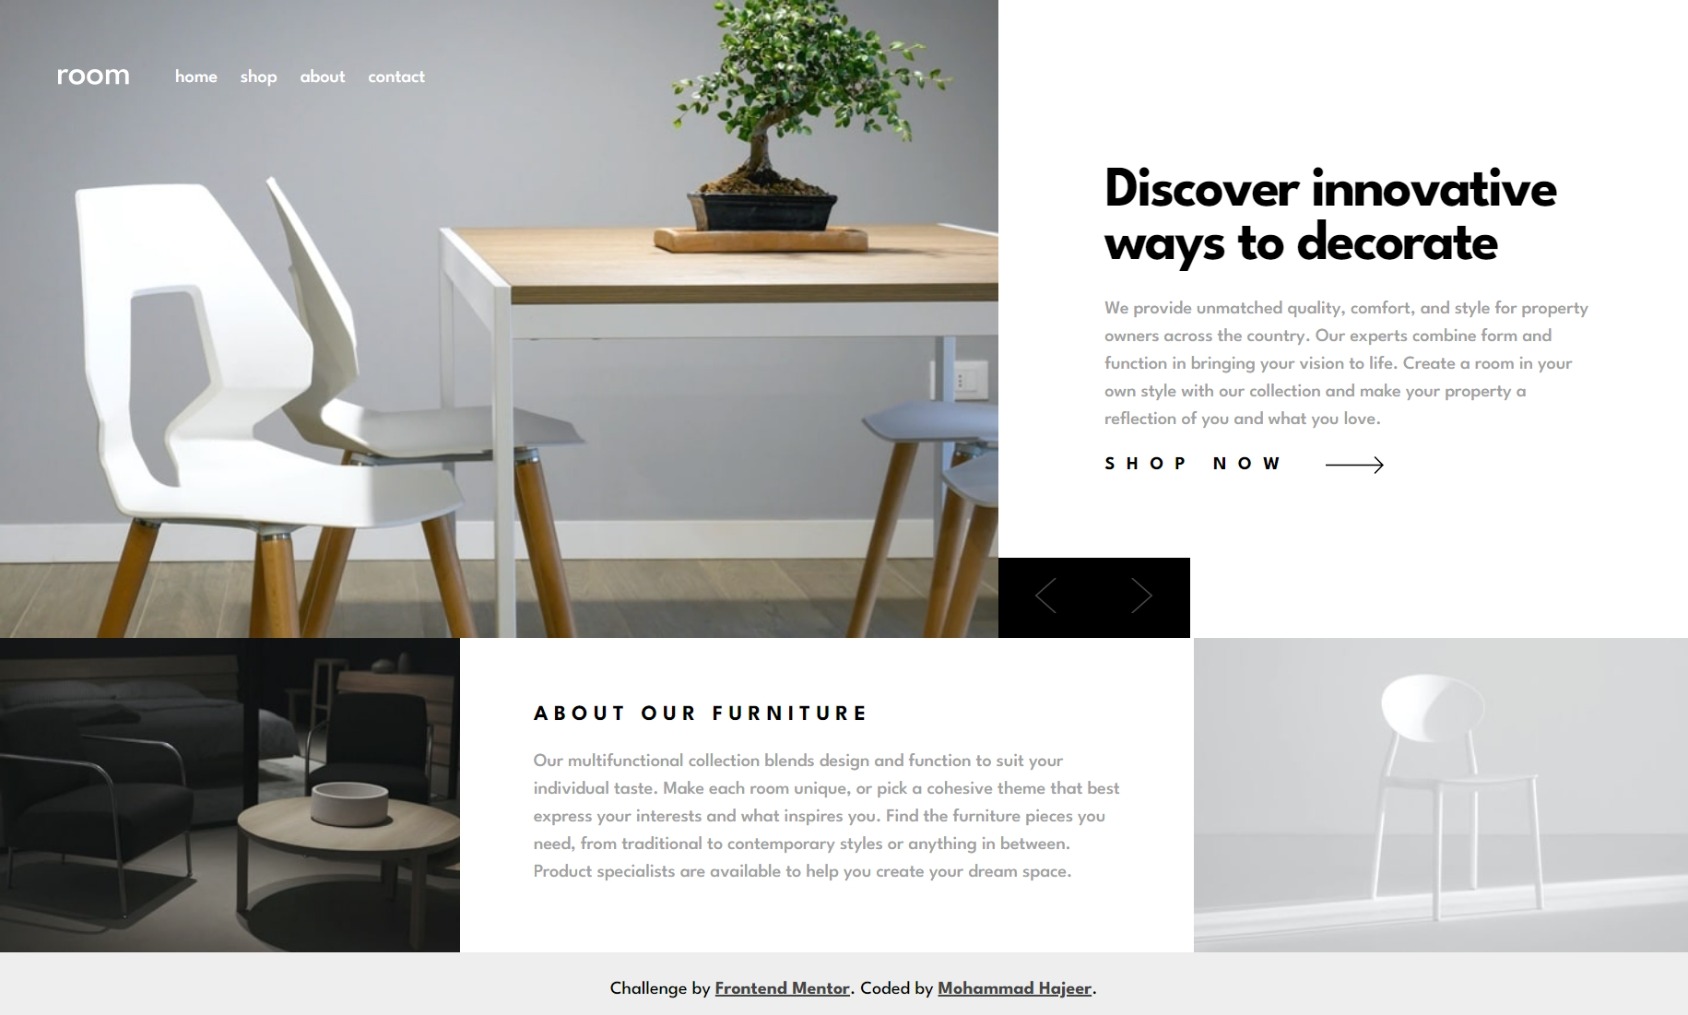 room
home shop about contact
Discover innovative
ways to decorate
We provide unmatched quality, comfort, and style for property
owners across the country. Our experts combine form and
function in bringing your vision to life. Create a room in your
own style with our collection and make your property a
reflection of you and what you love.
SHOP NOW
ABOUT OUR FURNITURE
Our multifunctional collection blends design and function to suit your
individual taste. Make each room unique, or pick a cohesive theme that best
express your interests and what inspires you. Find the furniture pieces you
need, from traditional to contemporary styles or anything in between.
Product specialists are available to help you create your dream space.
Challenge by Frontend Mentor. Coded by Mohammad Hajeer.